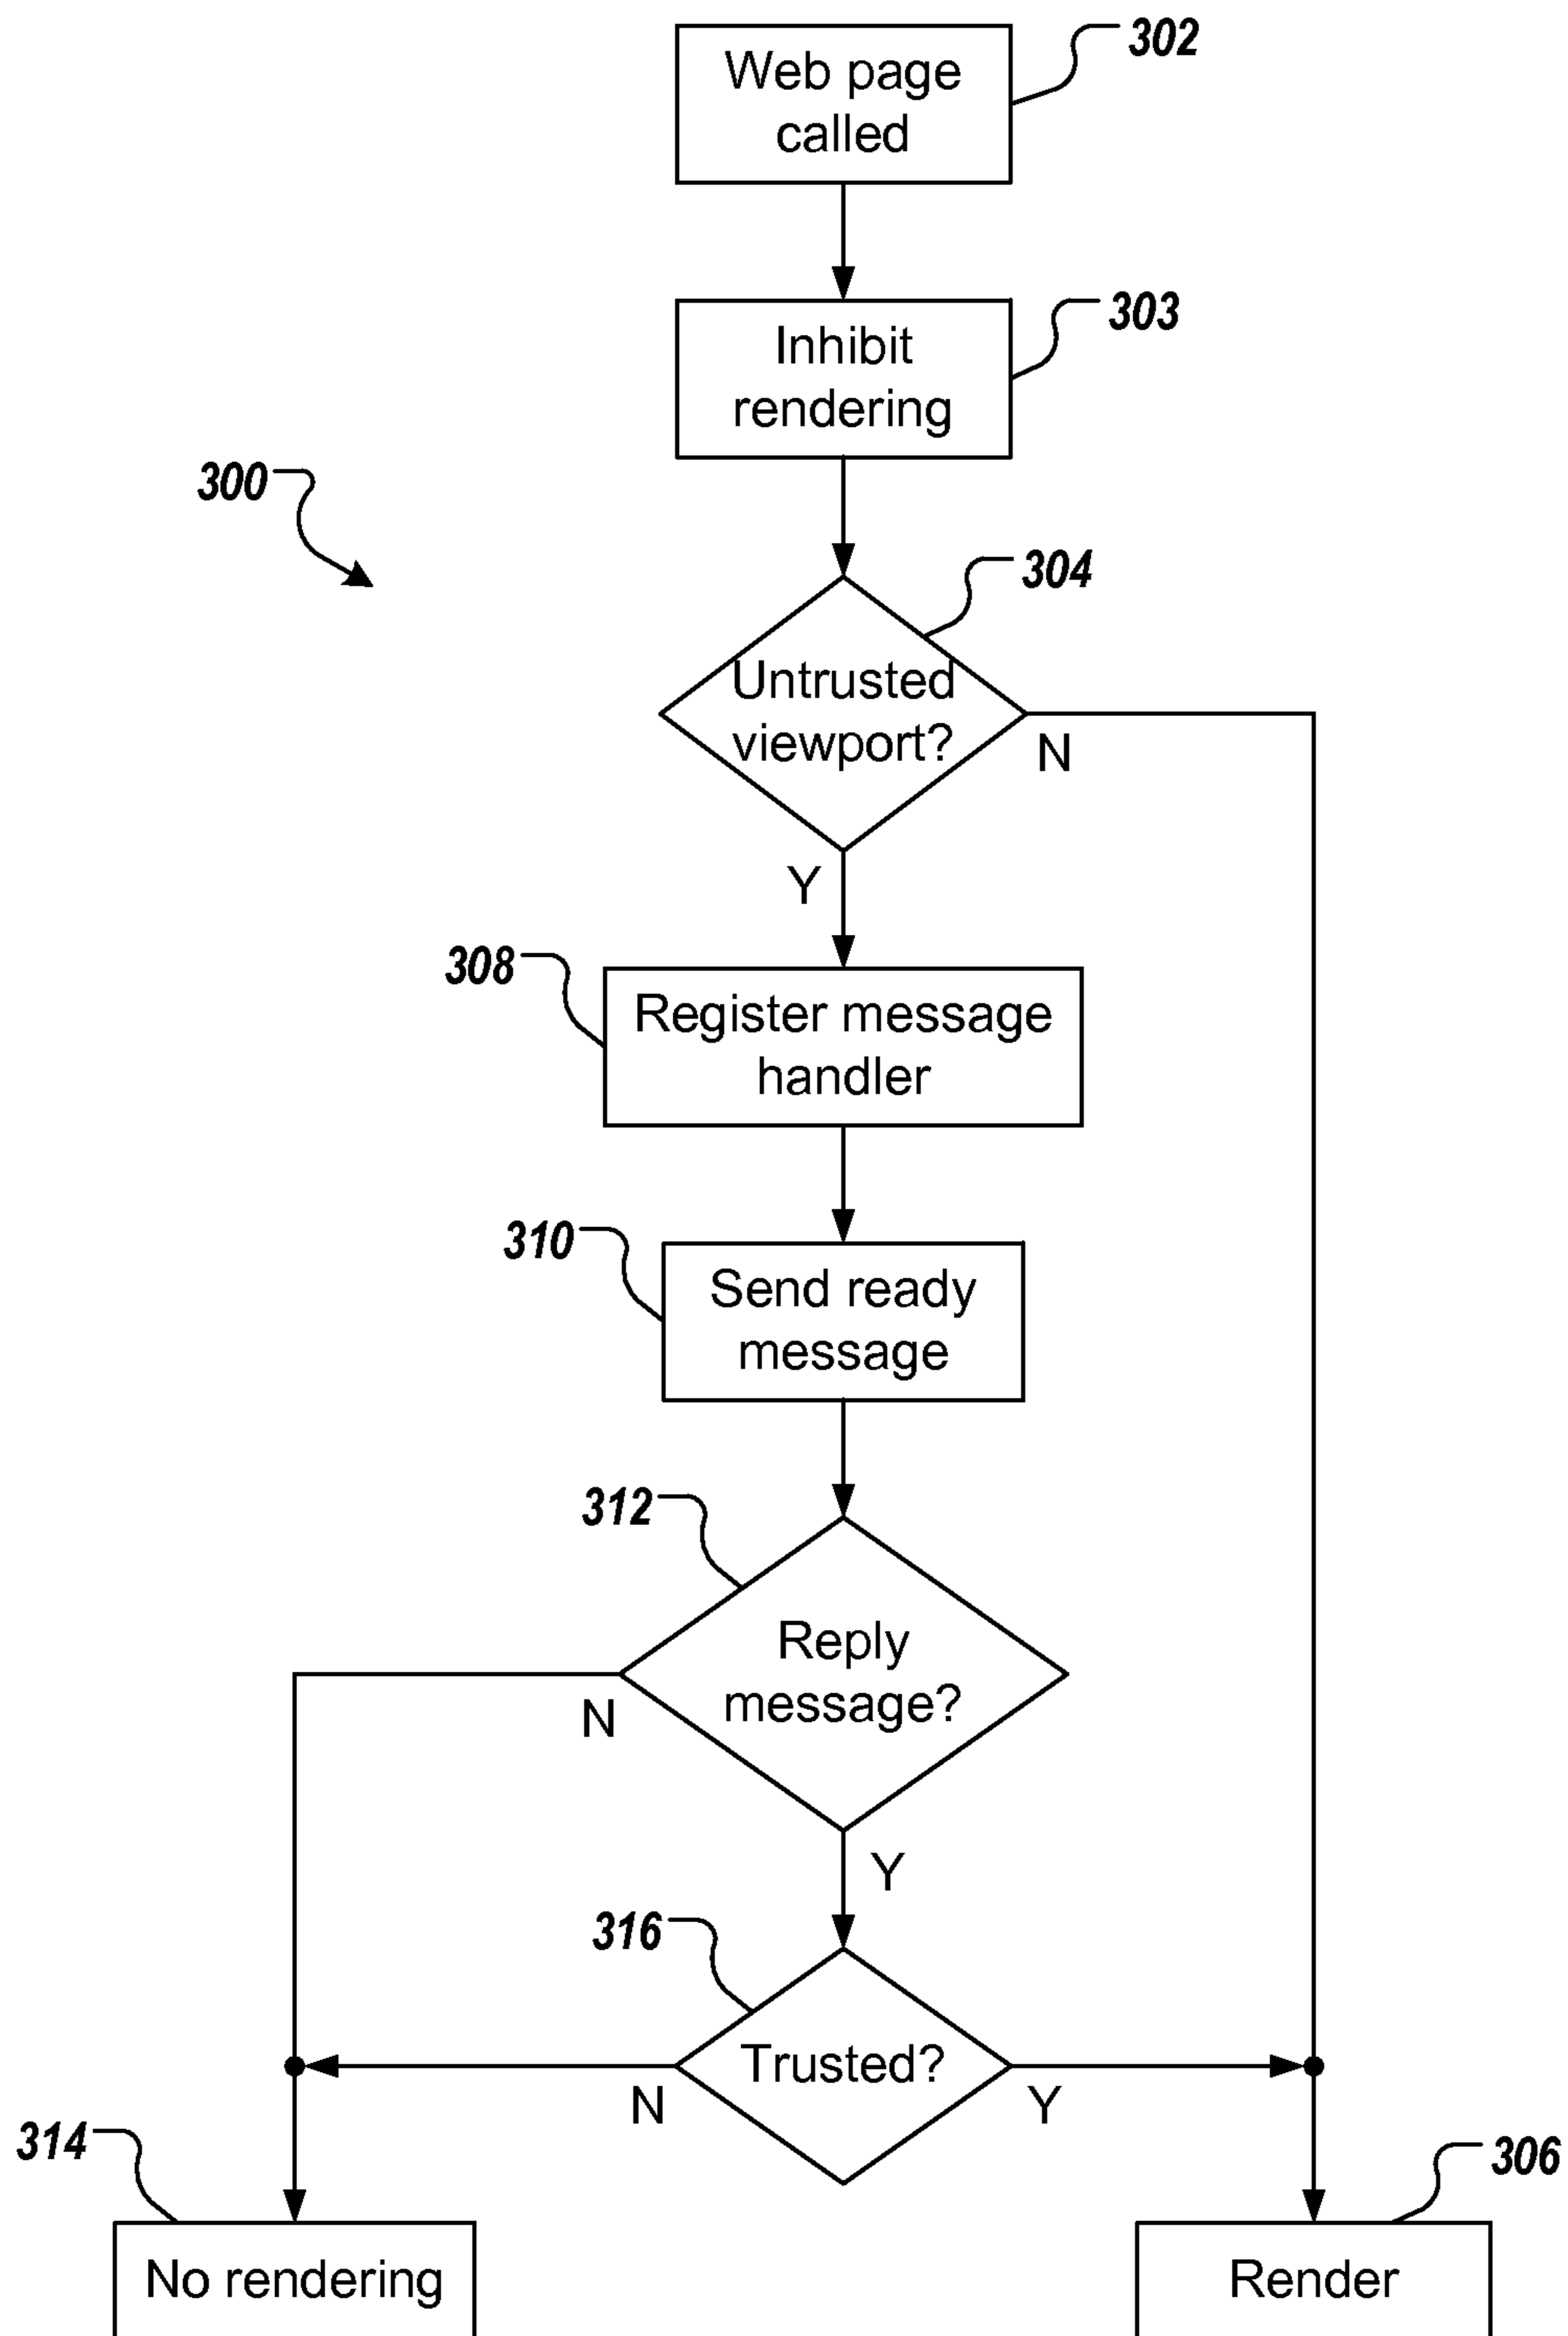 302
Web page
called
303
Inhibit
rendering
300
304
Untrusted
viewport?
N
Y
308
Register message
handler
310
Send ready
message
312
Reply
message?
N
Y
316
Trusted?
N
Y
314
306
No rendering
Render